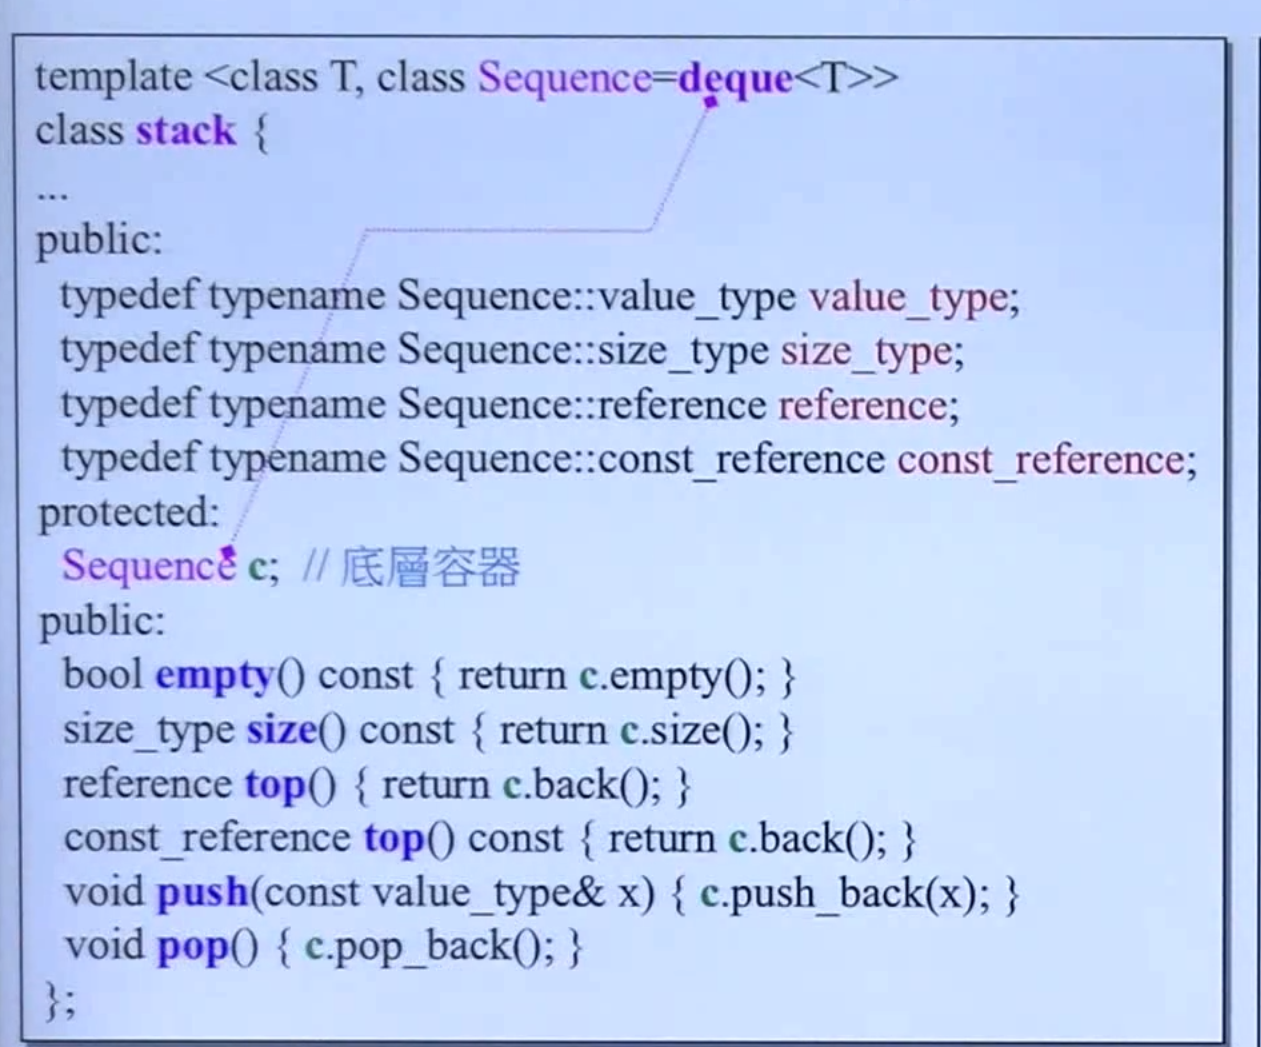 template <class T, class Sequence=deque<T>>
class stack {
...
public:
typedef typename Sequence::value_type value_type;
typedef typename Sequence::size_type size_type;
typedef typename Sequence::reference reference;
typedef typename Sequence::const_reference const_reference;
protected:
Sequence c; // 底層容器
public:
bool empty() const { return c.empty(); }
size_type size() const { return c.size(); }
reference top() { return c.back(); }
const_reference top() const { return c.back(); }
void push(const value_type& x) { c.push_back(x); }
void pop() { c.pop_back(); }
};